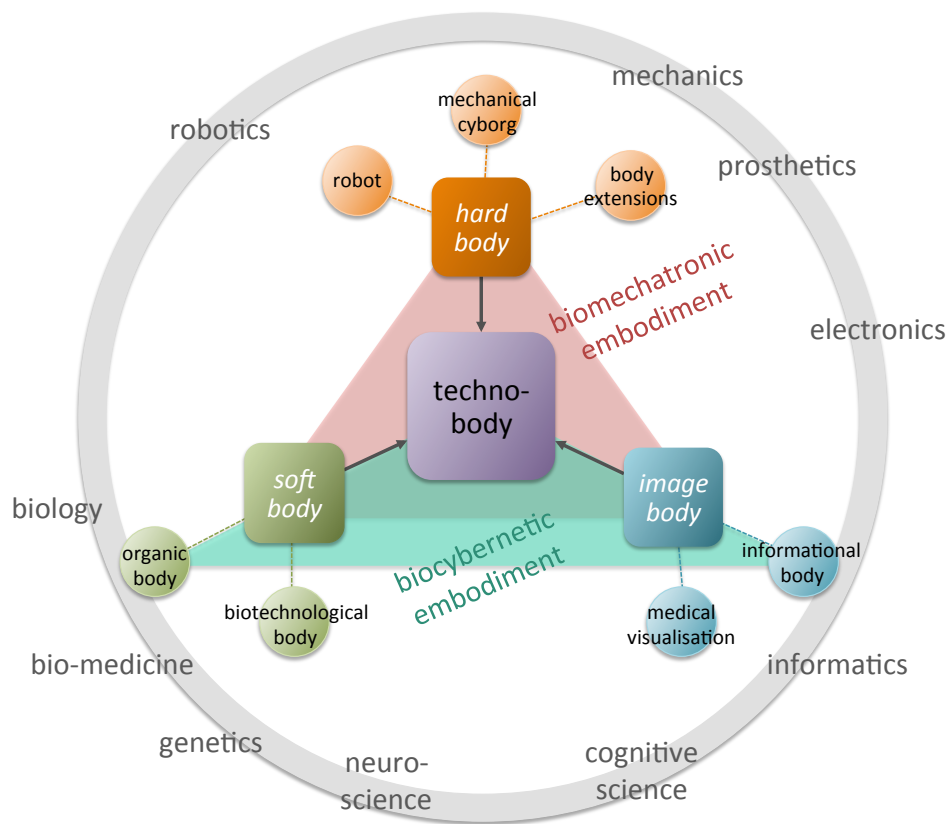 mechanics
mechanical
cyborg
robotics
prosthetics
robot
body
extensions
hard
body
biomechatronic
embodiment
electronics
techno-
body
soft
body
image
body
biology
organic
body
biocybernetic
embodiment
informational
body
biotechnological
body
medical
visualisation
bio-medicine
informatics
genetics
neuro-
science
cognitive
science